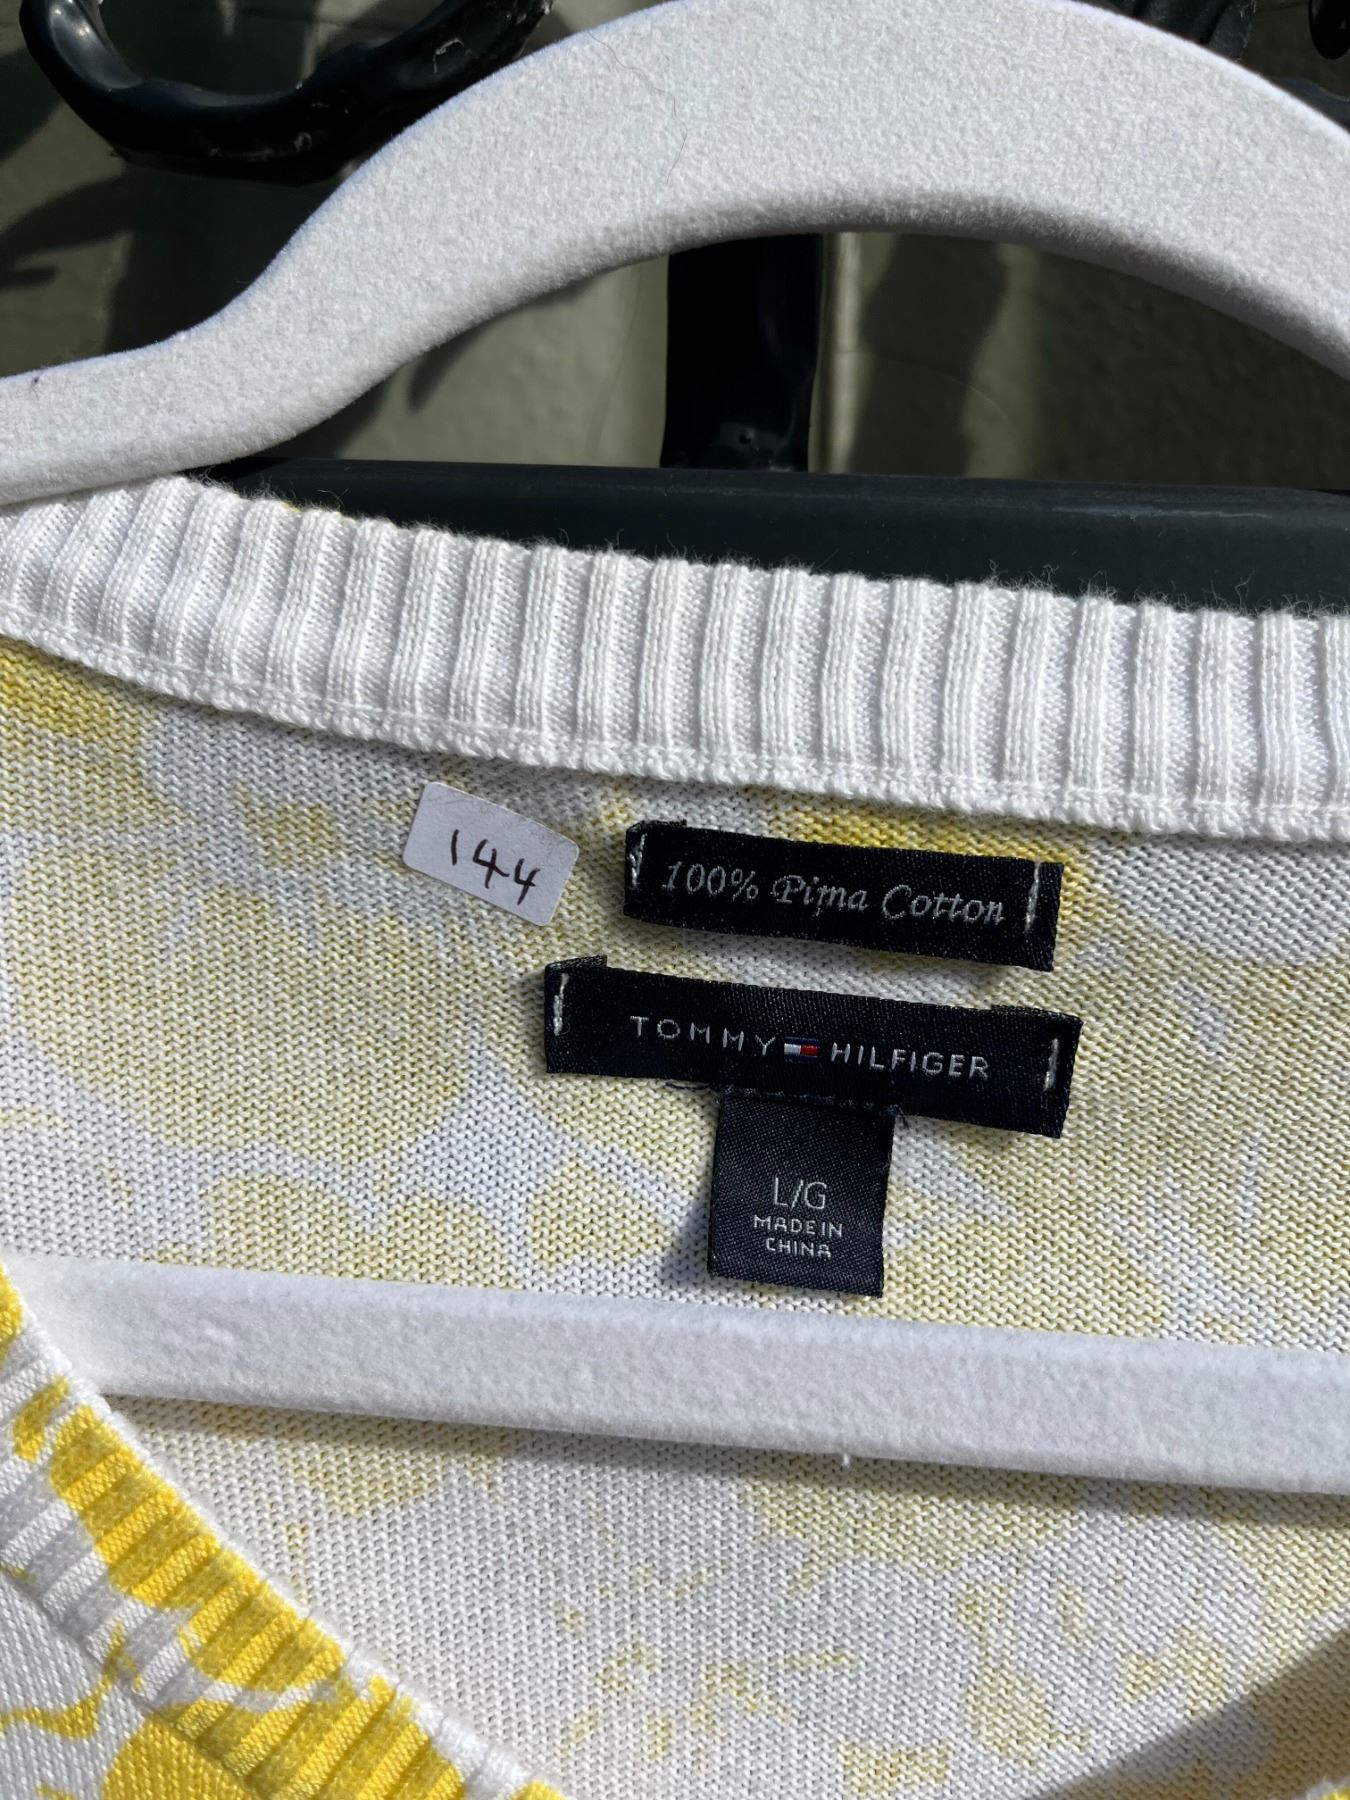 144
100% Pima Cotton
TOMMY HILFIGER
L/G
MADE IN
CHINA